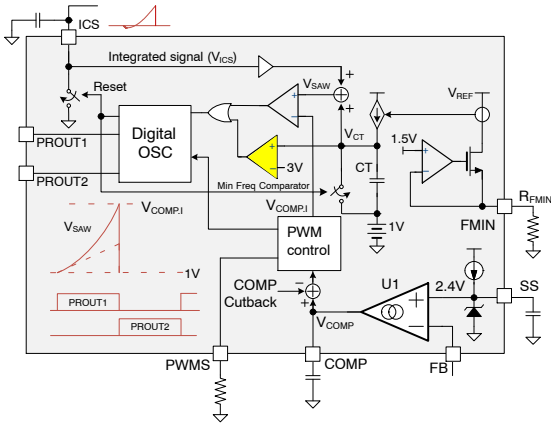 ICS
Integrated signal (VICS)
+
+
VSAW
Reset
+
−
VREF
PROUT1
Digital
OSC
VCT
1.5V
+
−
+
−
3V
CT
PROUT2
Min Freq Comparator
RFMIN
FMIN
VCOMP.I
VSAW
VCOMP.I
1V
PWM
control
1V
COMP
Cutback
−
+
U1
2.4V
+
−
SS
PROUT1
PROUT2
VCOMP
PWMS
COMP
FB